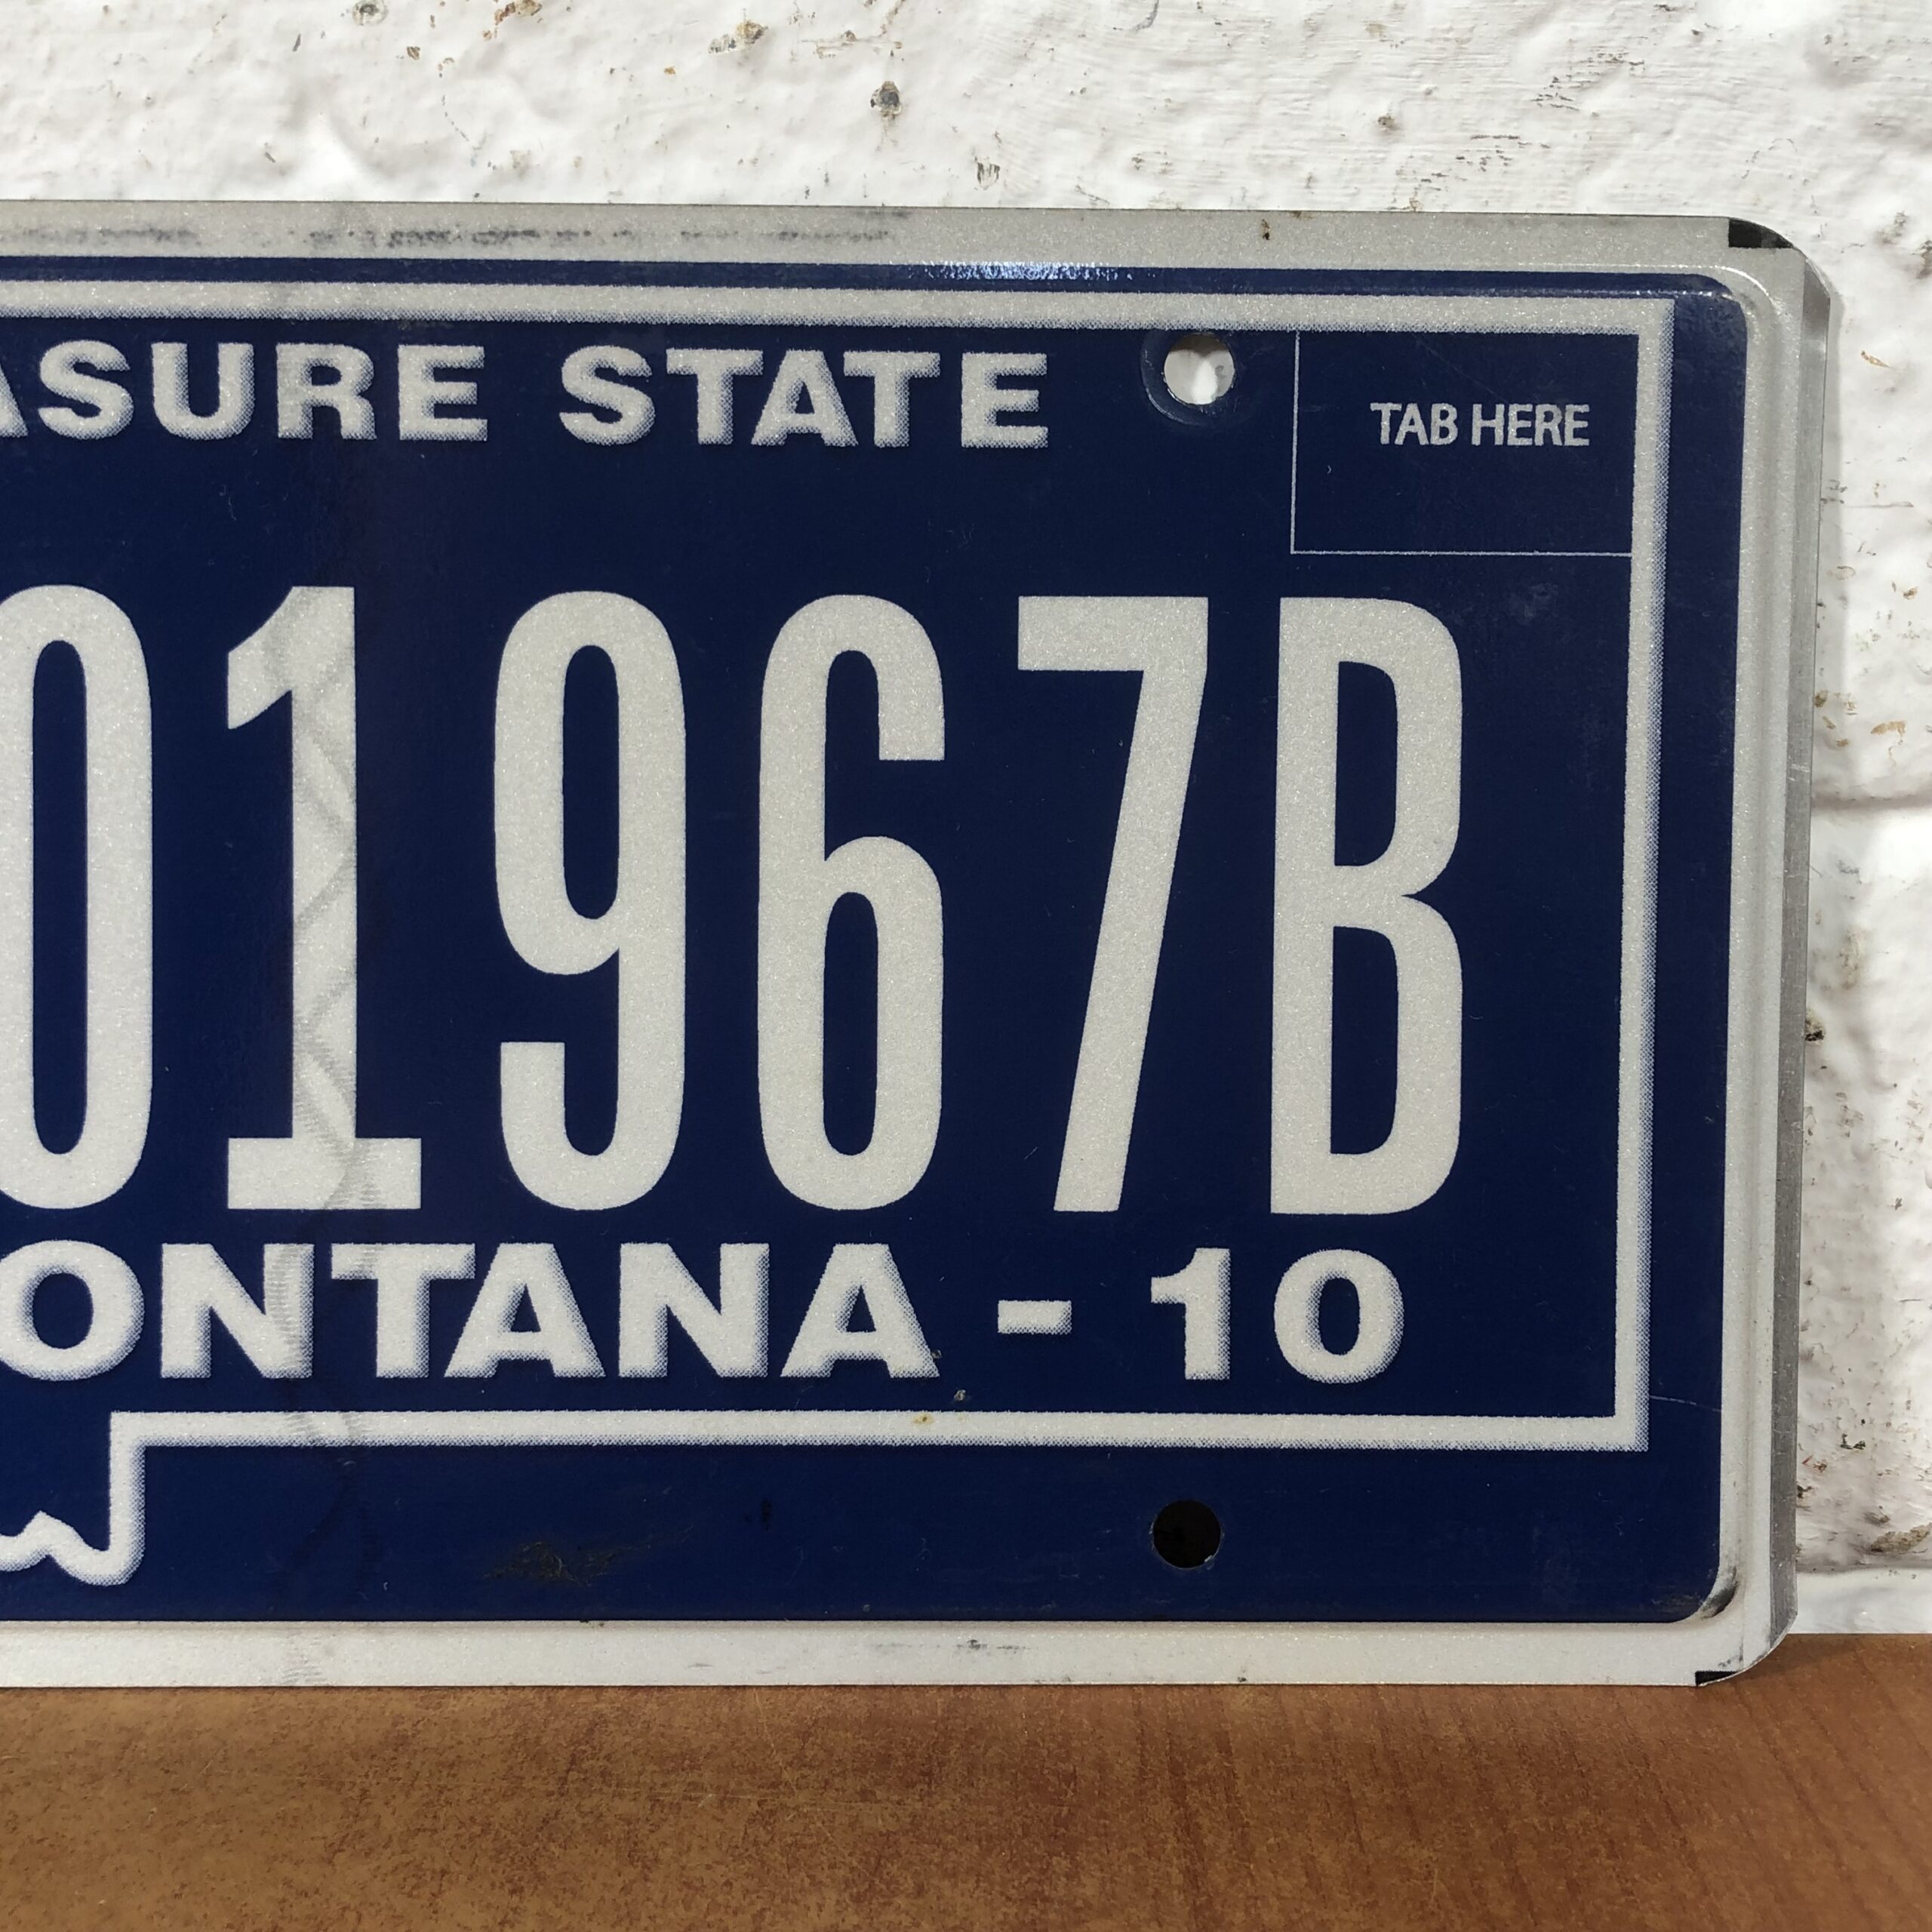 ASURE STATE
TAB HERE
01967B
ONTANA - 10